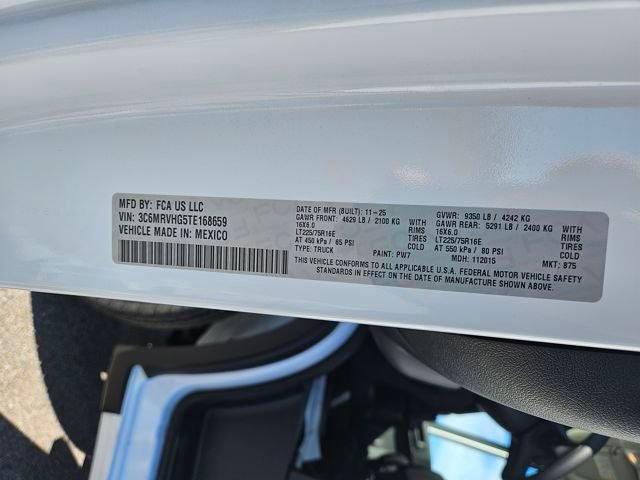 MFD BY: FCA US LLC
VIN: 3C6MRVHG5TE168659
VEHICLE MADE IN: MEXICO
DATE OF MFR (BUILT): 11-25 GVWR: 9350 LB / 4242 KG
GAWR FRONT: 4629 LB / 2100 KG WITH GAWR REAR: 5291 LB / 2400 KG WITH
16X6.0 RIMS 16X6.0 RIMS
LT225/75R16E TIRES LT225/75R16E TIRES
AT 450 kPa / 65 PSI COLD AT 550 kPa / 80 PSI COLD
TYPE: TRUCK PAINT: PW7 MDH: 112015 MKT: 875
THIS VEHICLE CONFORMS TO ALL APPLICABLE U.S.A. FEDERAL MOTOR VEHICLE SAFETY
STANDARDS IN EFFECT ON THE DATE OF MANUFACTURE SHOWN ABOVE.